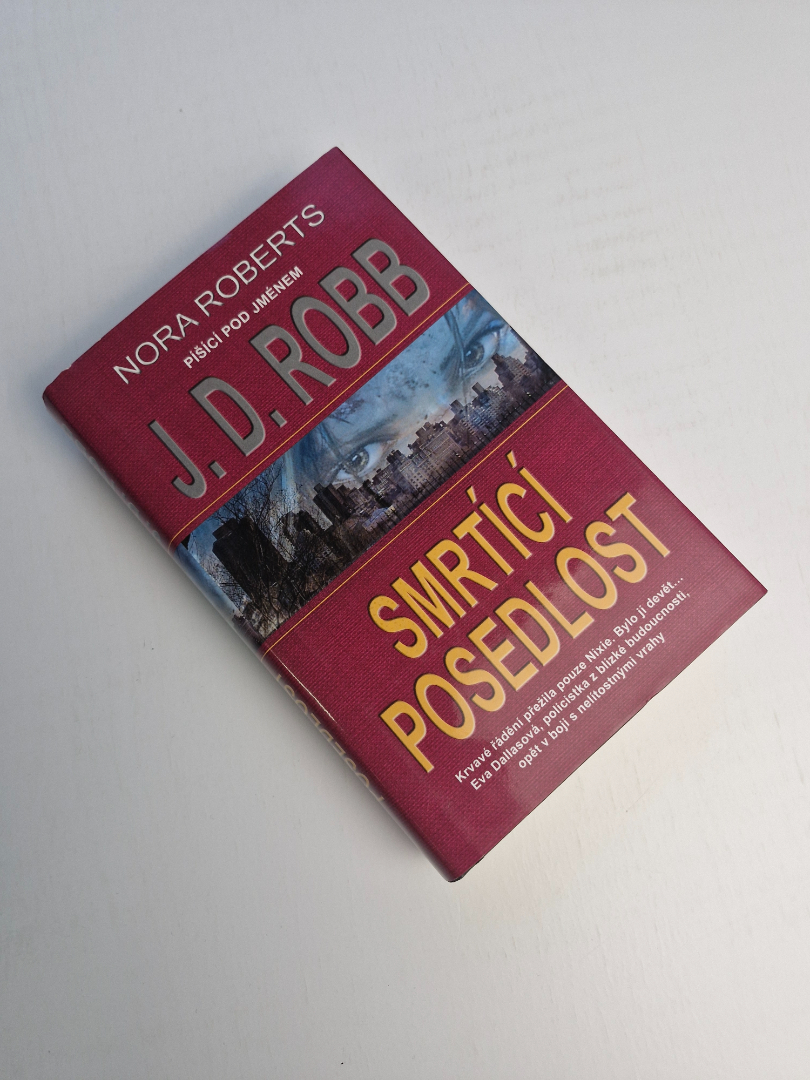 NORA ROBERTS
PÍŠÍCÍ POD JMÉNEM
J. D. ROBB
SMRTÍCÍ
POSEDLOST
Krvavé řádění přežila pouze Nixie. Bylo jí devět...
Eva Dallasová, policistka z blízké budoucnosti,
opět v boji s nelítostnými vrahy